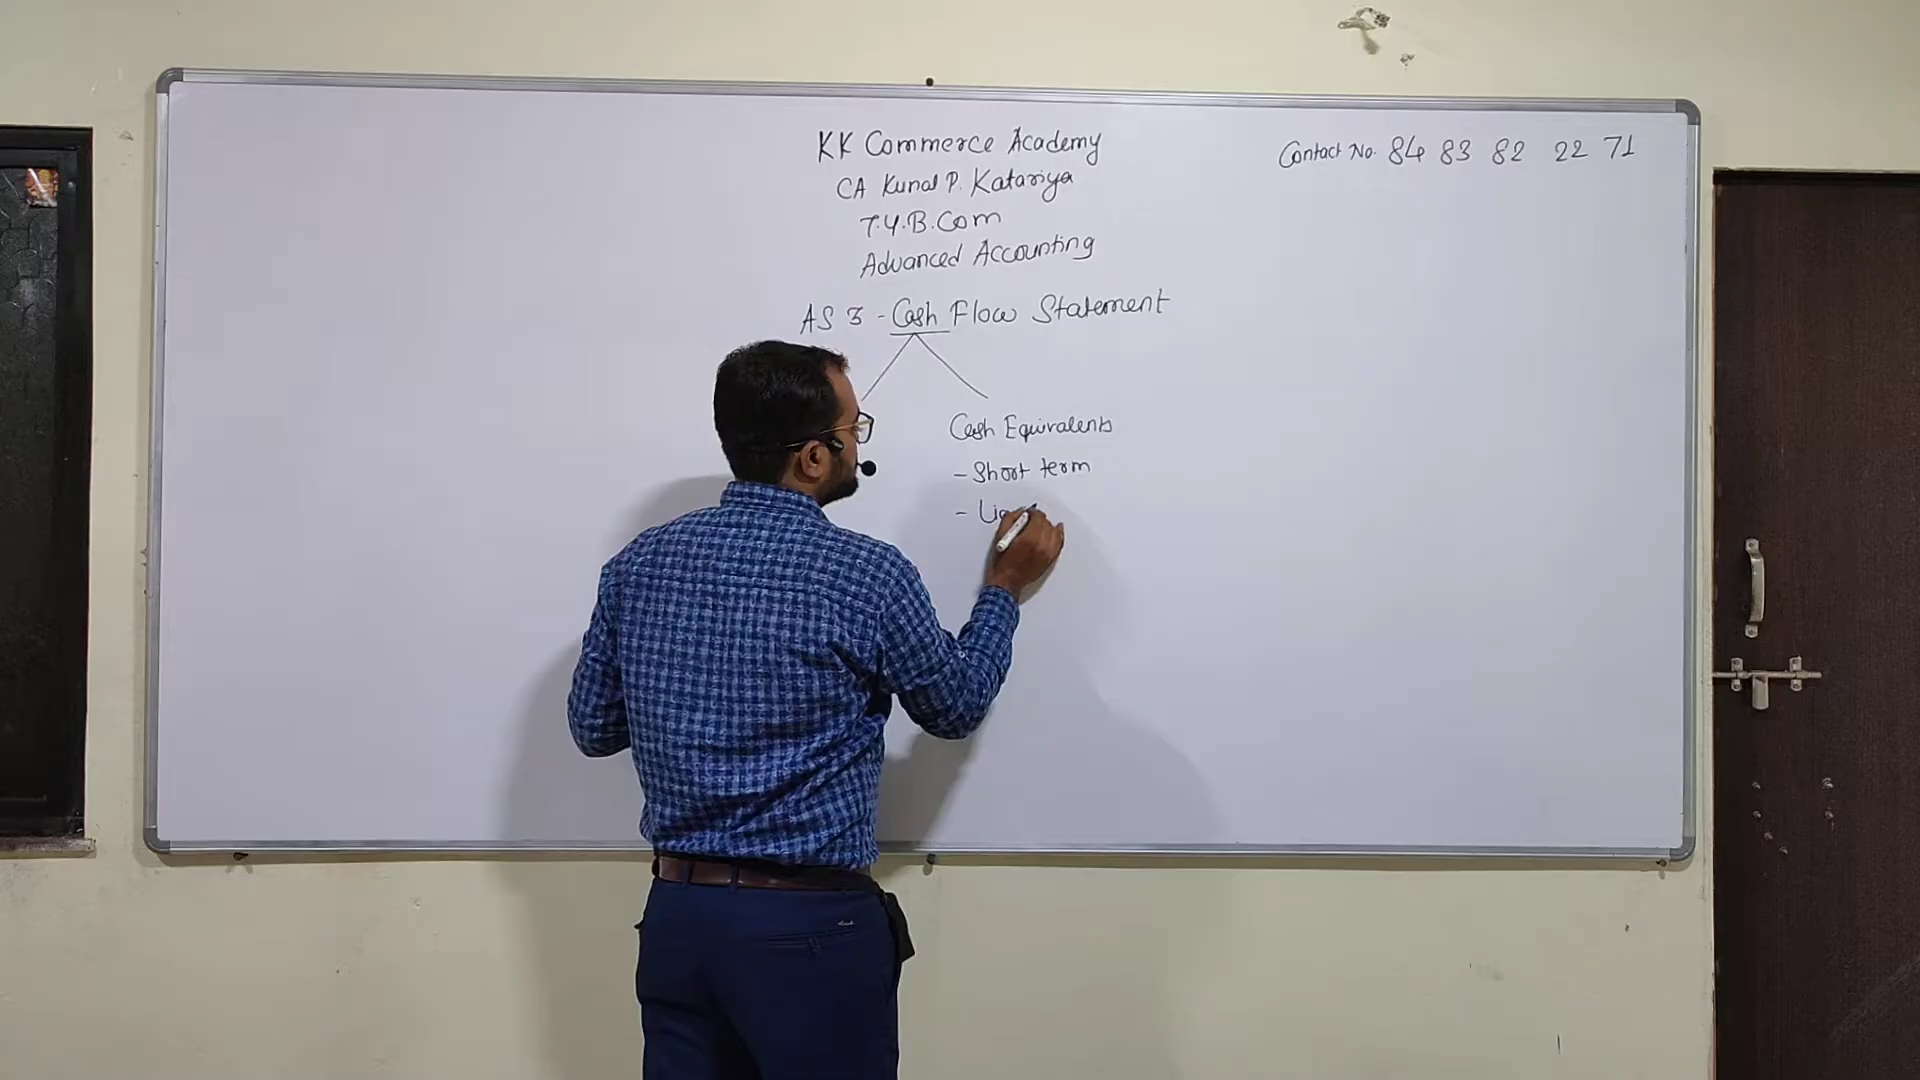 KK Commerce Academy
Contact No. 84 83 82 22 71
CA Kunal P. Katariya
T.Y.B.Com
Advanced Accounting
AS 3 - Cash Flow Statement
Cash Equivalents
- Short term
-